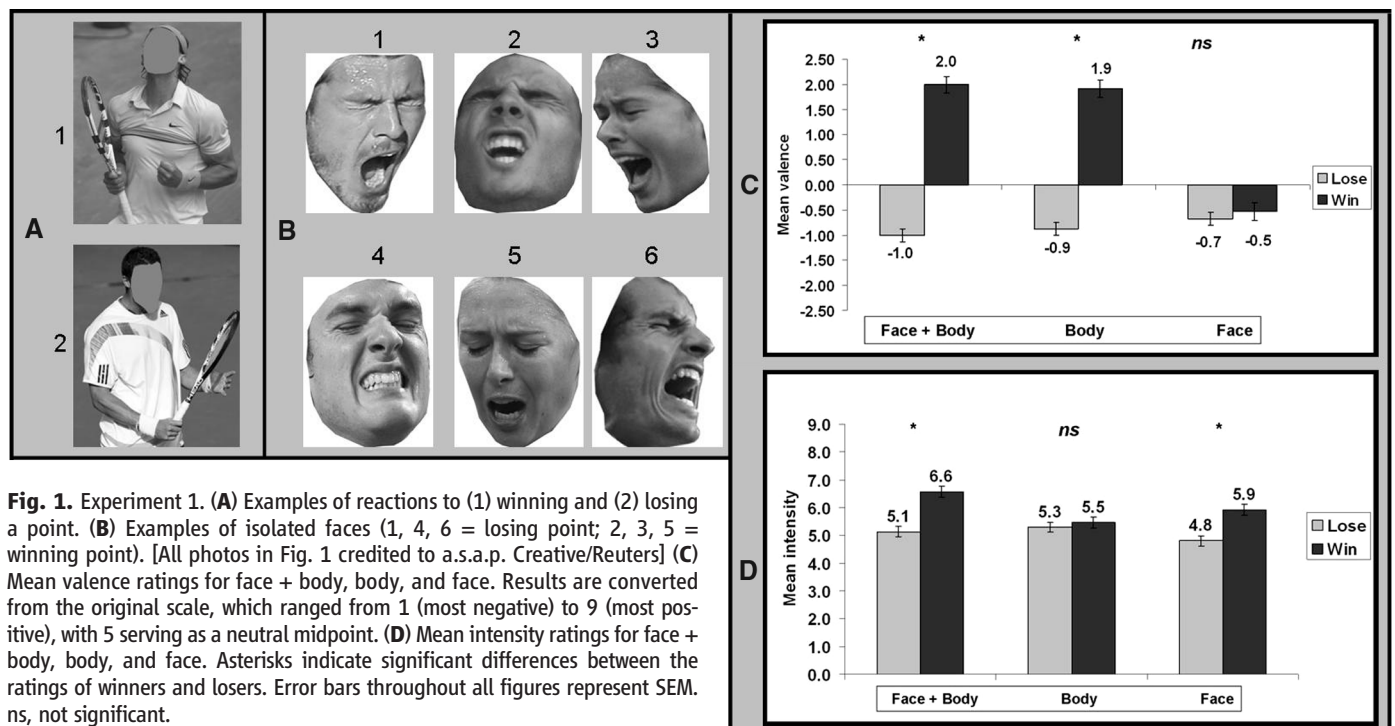 A
1
2
B
1 2 3
4 5 6
C
* * ns
Mean valence
2.50
2.00
1.50
1.00
0.50
0.00
-0.50
-1.00
-1.50
-2.00
-2.50
2.0
1.9
-1.0
-0.9
-0.7
-0.5
Lose
Win
Face + Body Body Face
D
* ns *
Mean intensity
9.0
8.0
7.0
6.0
5.0
4.0
3.0
2.0
1.0
0.0
5.1
6.6
5.3
5.5
4.8
5.9
Lose
Win
Face + Body Body Face
Fig. 1. Experiment 1. (A) Examples of reactions to (1) winning and (2) losing
a point. (B) Examples of isolated faces (1, 4, 6 = losing point; 2, 3, 5 =
winning point). [All photos in Fig. 1 credited to a.s.a.p. Creative/Reuters] (C)
Mean valence ratings for face + body, body, and face. Results are converted
from the original scale, which ranged from 1 (most negative) to 9 (most pos-
itive), with 5 serving as a neutral midpoint. (D) Mean intensity ratings for face +
body, body, and face. Asterisks indicate significant differences between the
ratings of winners and losers. Error bars throughout all figures represent SEM.
ns, not significant.